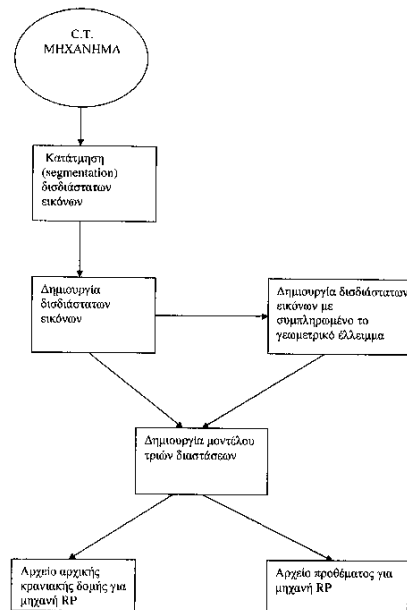 C.T.
ΜΗΧΑΝΗΜΑ
Κατάτμηση
(segmentation)
δισδιάστατων
εικόνων
Δημιουργία
δισδιάστατων
εικόνων
Δημιουργία δισδιάστατων
εικόνων με
συμπληρωμένο το
γεωμετρικό έλλειμμα
Δημιουργία μοντέλου
τριών διαστάσεων
Αρχείο αρχικής
κρανιακής δομής για
μηχανή RP
Αρχείο προθέματος για
μηχανή RP